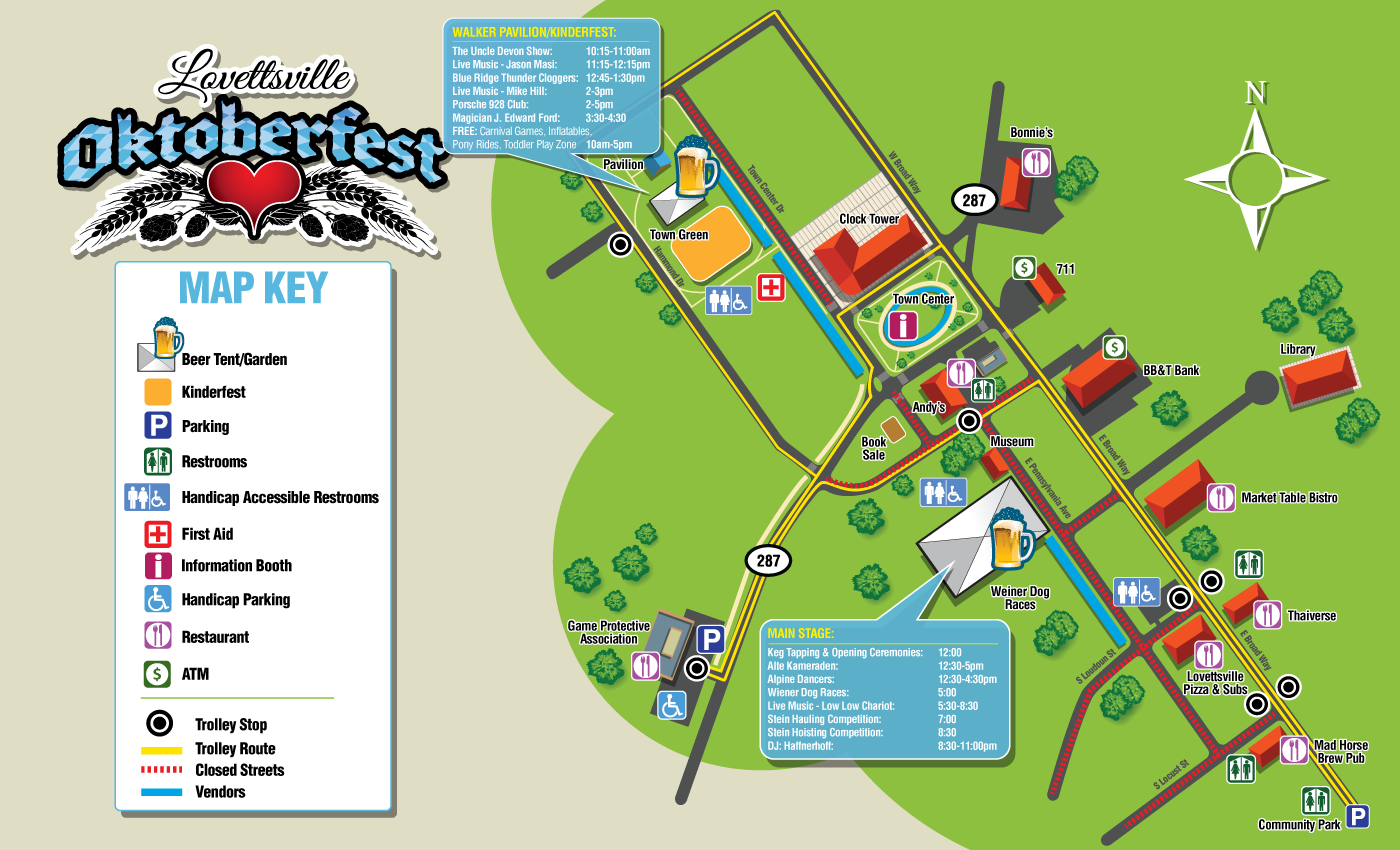 Lovettsville
Oktoberfest
MAP KEY
Beer Tent/Garden
Kinderfest
P
Parking
Restrooms
Handicap Accessible Restrooms
First Aid
i
Information Booth
Handicap Parking
Restaurant
$
ATM
Trolley Stop
Trolley Route
Closed Streets
Vendors
WALKER PAVILION/KINDERFEST:
The Uncle Devon Show: 10:15-11:00am
Live Music - Jason Masi: 11:15-12:15pm
Blue Ridge Thunder Cloggers: 12:45-1:30pm
Live Music - Mike Hill: 2-3pm
Porsche 928 Club: 2-5pm
Magician J. Edward Ford: 3:30-4:30
FREE: Carnival Games, Inflatables,
Pony Rides, Toddler Play Zone 10am-5pm
Pavilion
Town Green
Hammond Dr
Town Center Dr
W Broad Way
Clock Tower
287
Bonnie's
N
$
711
Town Center
i
$
BB&T Bank
Library
Andy's
Book
Sale
Museum
E Pennsylvania Ave
E Broad Way
Market Table Bistro
287
Weiner Dog
Races
Thaiverse
E Broad Way
Game Protective
Association
P
S Loudoun St
Lovettsville
Pizza & Subs
MAIN STAGE:
Keg Tapping & Opening Ceremonies: 12:00
Alte Kameraden: 12:30-5pm
Alpine Dancers: 12:30-4:30pm
Wiener Dog Races: 5:00
Live Music - Low Low Chariot: 5:30-8:30
Stein Hauling Competition: 7:00
Stein Hoisting Competition: 8:30
DJ: Haffnerhoff: 8:30-11:00pm
S Locust St
Mad Horse
Brew Pub
Community Park
P